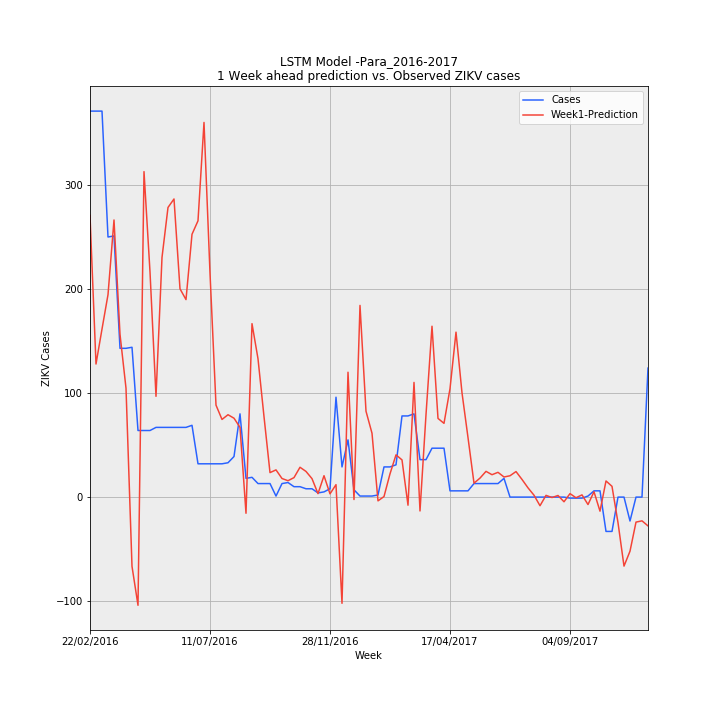 LSTM Model -Para_2016-2017
1 Week ahead prediction vs. Observed ZIKV cases
Cases
Week1-Prediction
300
200
100
0
−100
ZIKV Cases
22/02/2016
11/07/2016
28/11/2016
17/04/2017
04/09/2017
Week